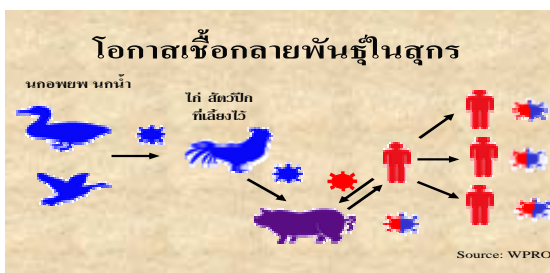 โอกาสเชื้อกลายพันธุ์ในสุกร
นกอพยพ นกน้ำ
ไก่ สัตว์ปีก
ที่เลี้ยงไว้
Source: WPRO